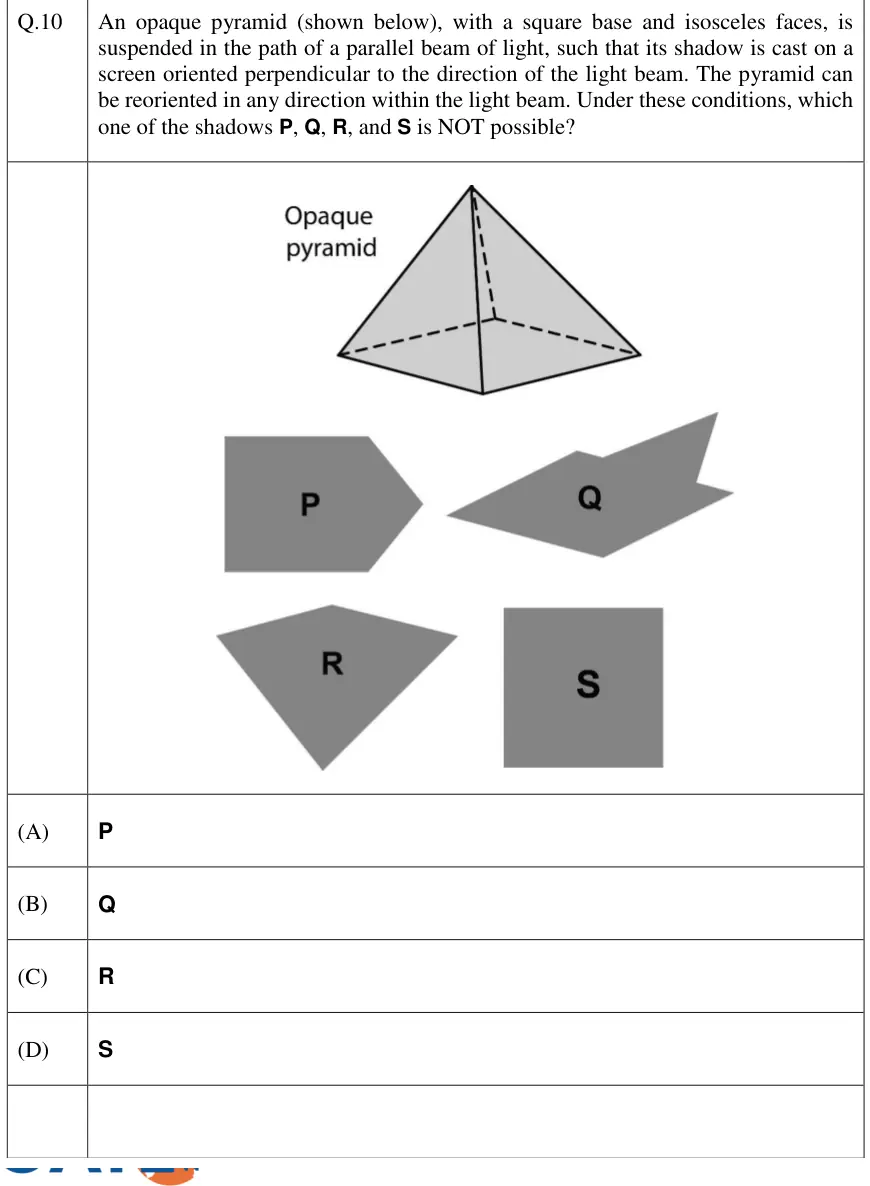 Q.10 An opaque pyramid (shown below), with a square base and isosceles faces, is
suspended in the path of a parallel beam of light, such that its shadow is cast on a
screen oriented perpendicular to the direction of the light beam. The pyramid can
be reoriented in any direction within the light beam. Under these conditions, which
one of the shadows P, Q, R, and S is NOT possible?
Opaque
pyramid
P
Q
R
S
(A) P
(B) Q
(C) R
(D) S